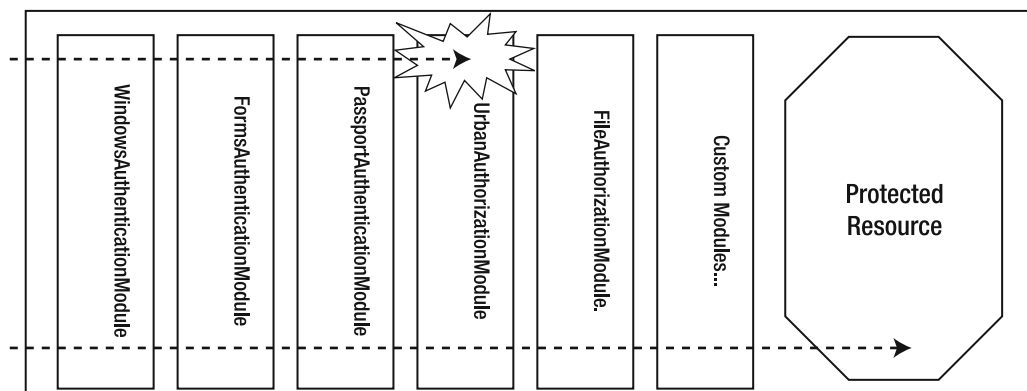 WindowsAuthenticationModule
FormsAuthenticationModule
PassportAuthenticationModule
UrbanAuthorizationModule
FileAuthorizationModule.
Custom Modules...
Protected
Resource